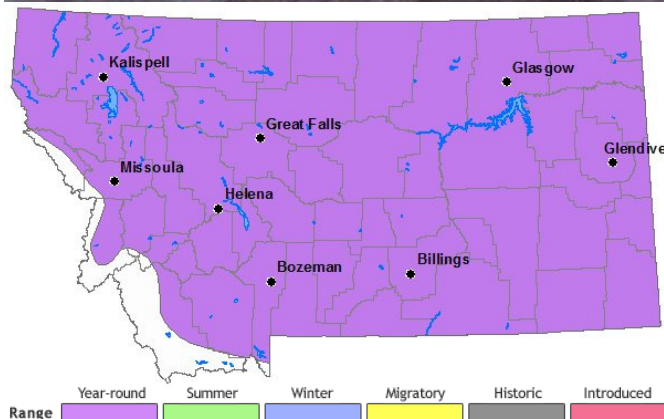 Kalispell
Glasgow
Great Falls
Glendive
Missoula
Helena
Bozeman
Billings
Year-round Summer Winter Migratory Historic Introduced
Range